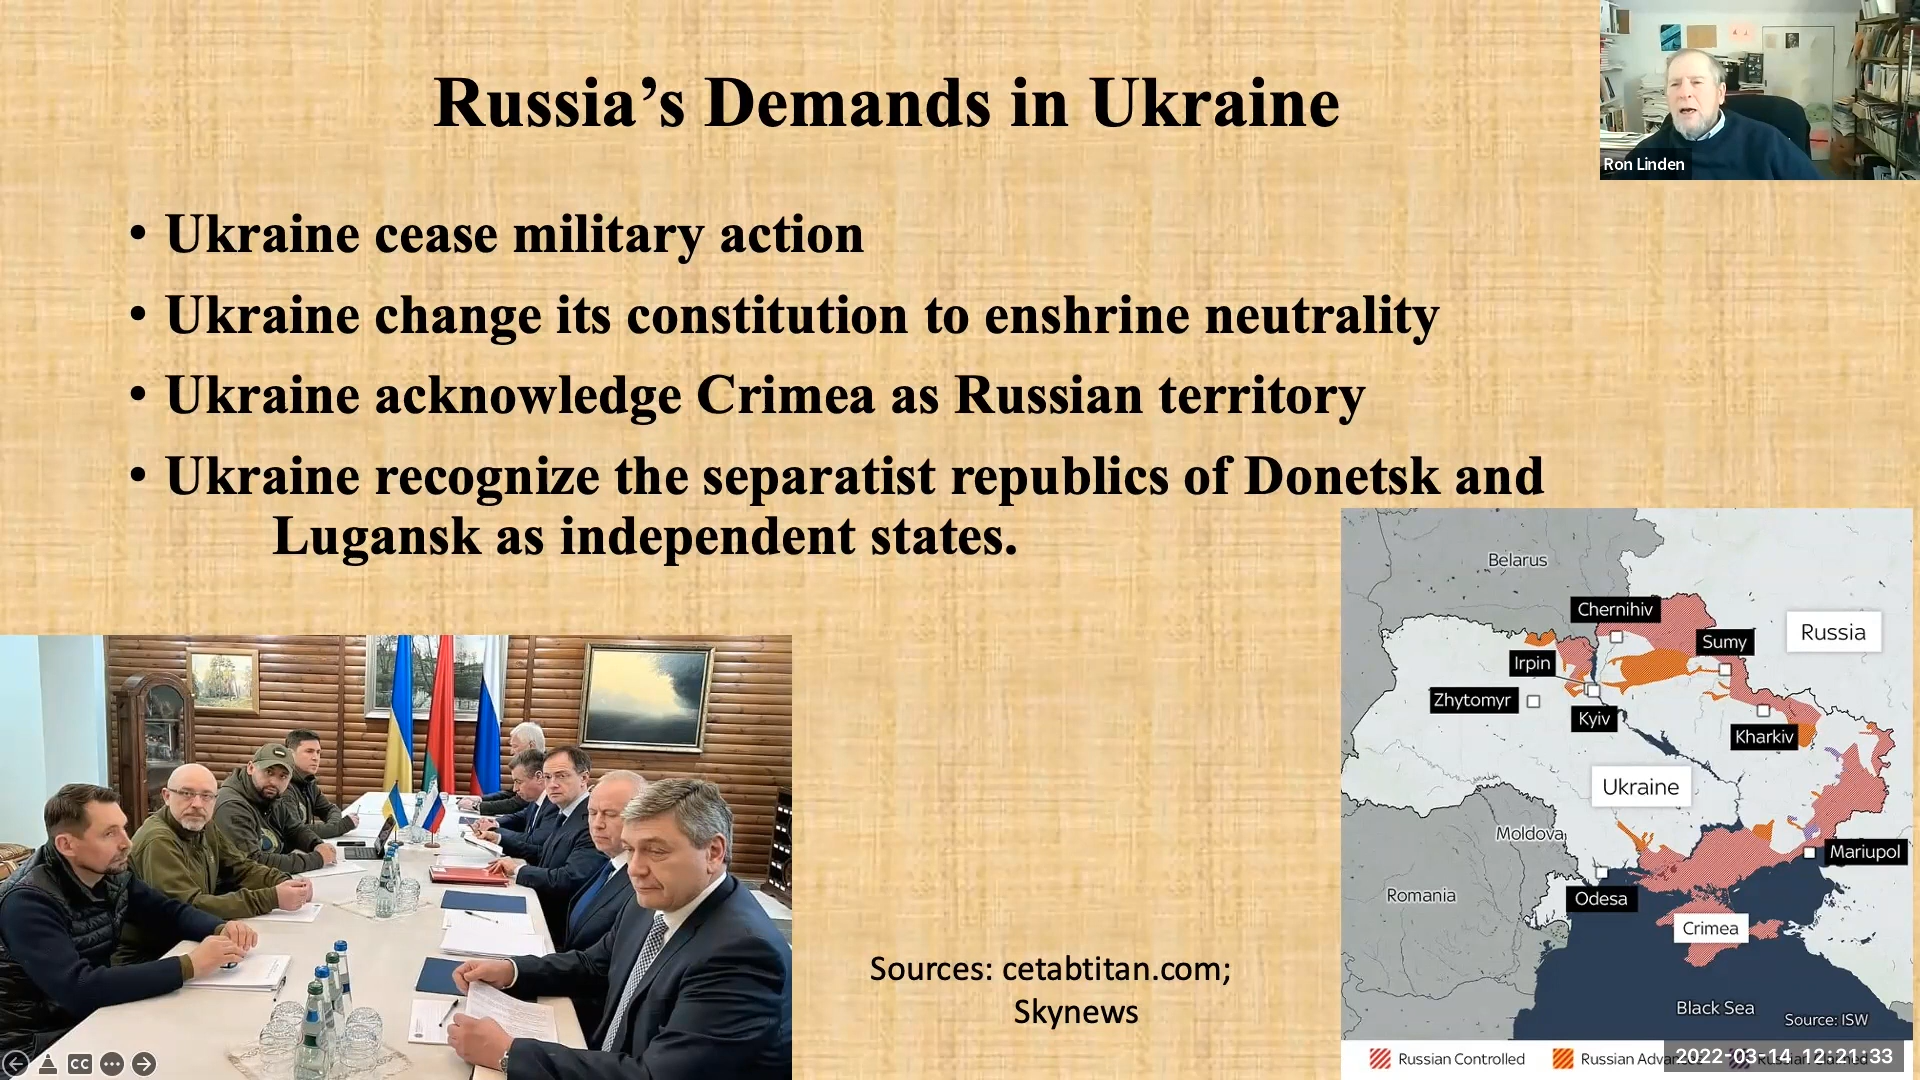 Russia’s Demands in Ukraine
Ron Linden
• Ukraine cease military action
• Ukraine change its constitution to enshrine neutrality
• Ukraine acknowledge Crimea as Russian territory
• Ukraine recognize the separatist republics of Donetsk and
Lugansk as independent states.
Belarus
Chernihiv
Russia
Sumy
Irpin
Zhytomyr
Kyiv
Kharkiv
Ukraine
Moldova
Mariupol
Romania
Odesa
Crimea
Black Sea
Source: ISW
Sources: cetabtitan.com;
Skynews
CC
Russian Controlled
Russian
2022-03-14 12:21:33